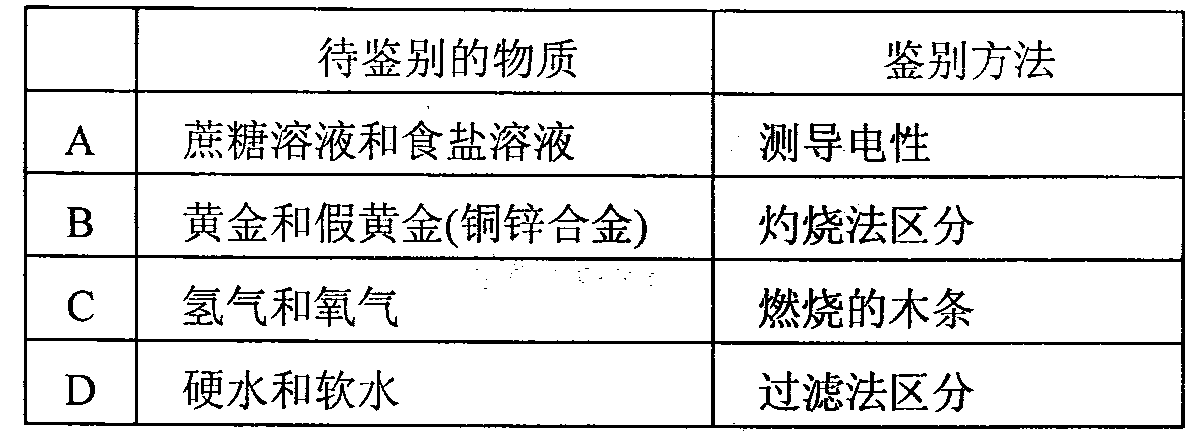 待鉴别的物质 鉴别方法
A 蔗糖溶液和食盐溶液 测导电性
B 黄金和假黄金(铜锌合金) 灼烧法区分
C 氢气和氧气 燃烧的木条
D 硬水和软水 过滤法区分